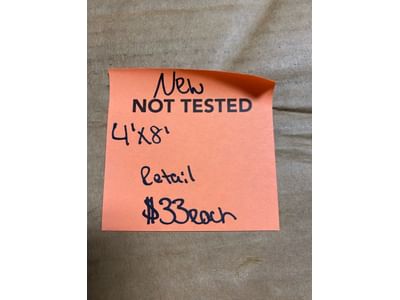 New
NOT TESTED
4'X8'
Retail
$33each